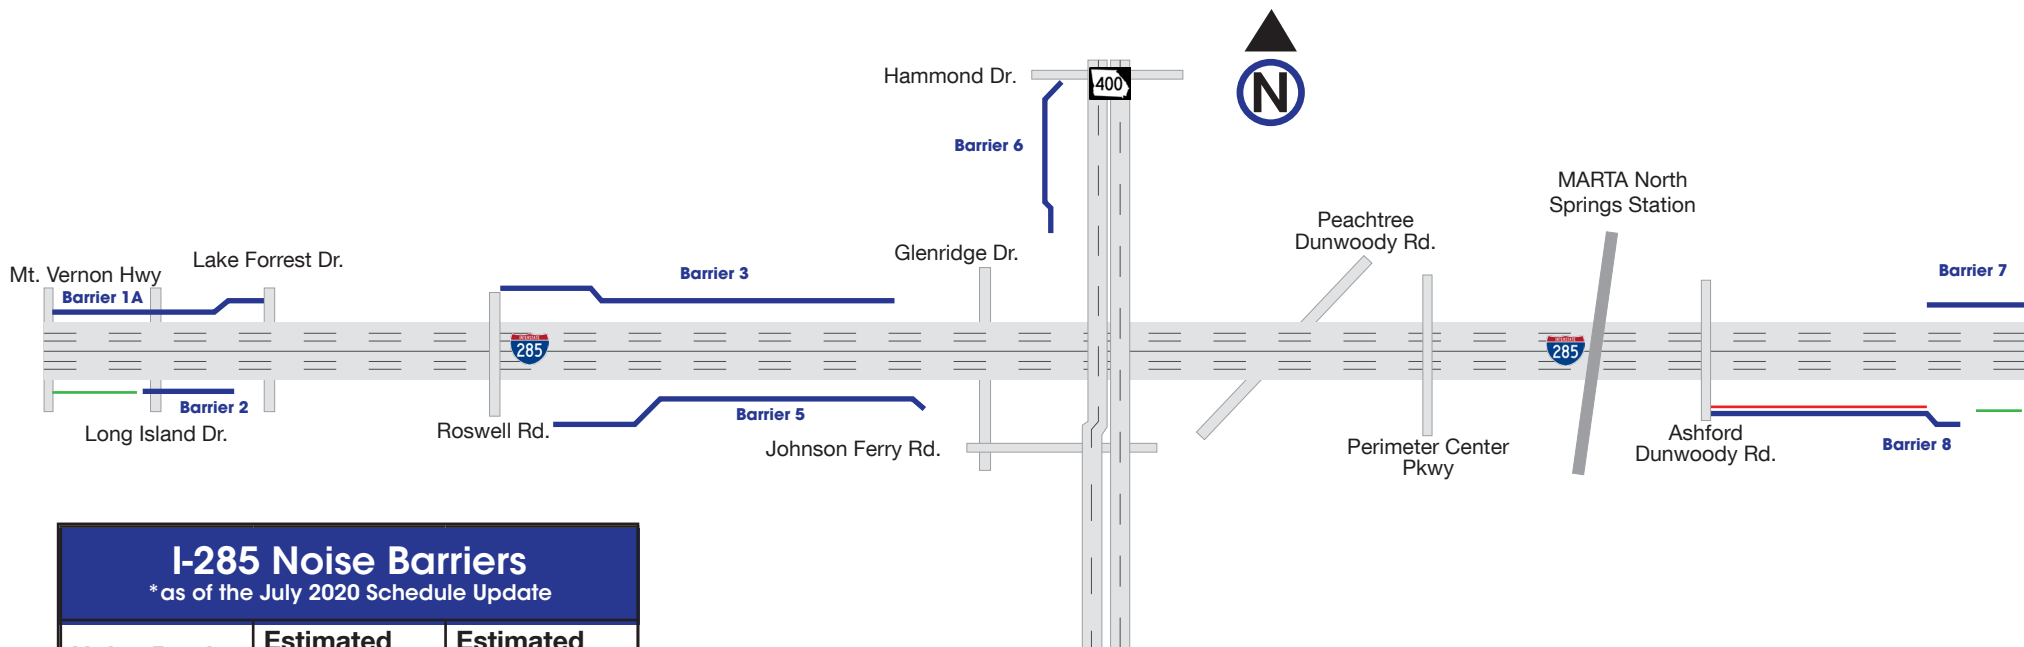 Hammond Dr.
400
N
Barrier 6
MARTA North
Springs Station
Peachtree
Dunwoody Rd.
Glenridge Dr.
Lake Forrest Dr.
Mt. Vernon Hwy
Barrier 1A
Barrier 3
Barrier 7
INTERSTATE
285
INTERSTATE
285
Barrier 2
Long Island Dr.
Roswell Rd.
Barrier 5
Johnson Ferry Rd.
Perimeter Center
Pkwy
Ashford
Dunwoody Rd.
Barrier 8
I-285 Noise Barriers
*as of the July 2020 Schedule Update
Estimated
Estimated